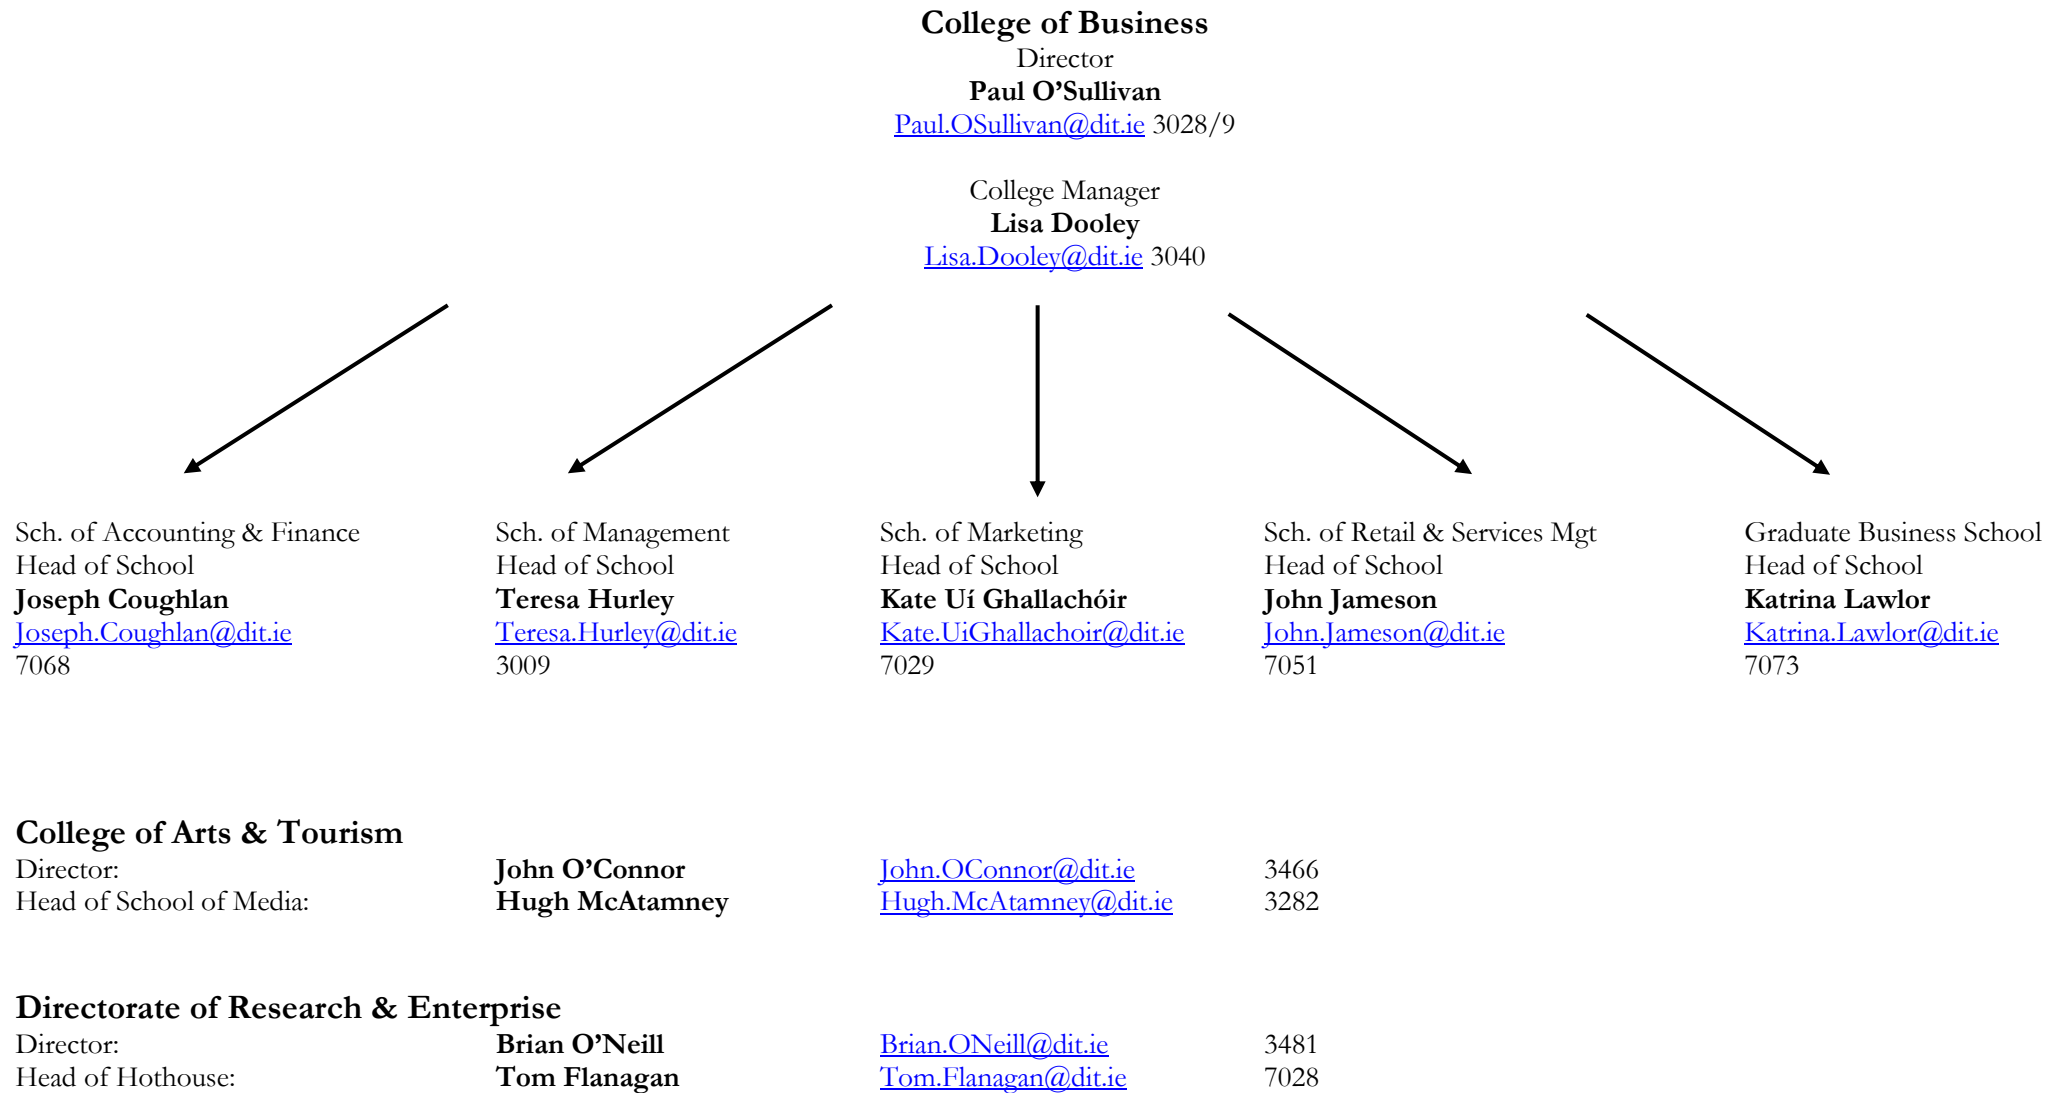 College of Business
Director
Paul O’Sullivan
Paul.OSullivan@dit.ie 3028/9
College Manager
Lisa Dooley
Lisa.Dooley@dit.ie 3040
Sch. of Accounting & Finance
Head of School
Joseph Coughlan
Joseph.Coughlan@dit.ie
7068
Sch. of Management
Head of School
Teresa Hurley
Teresa.Hurley@dit.ie
3009
Sch. of Marketing
Head of School
Kate Uí Ghallachóir
Kate.UiGhallachoir@dit.ie
7029
Sch. of Retail & Services Mgt
Head of School
John Jameson
John.Jameson@dit.ie
7051
Graduate Business School
Head of School
Katrina Lawlor
Katrina.Lawlor@dit.ie
7073
College of Arts & Tourism
Director: John O’Connor John.OConnor@dit.ie 3466
Head of School of Media: Hugh McAtamney Hugh.McAtamney@dit.ie 3282
Directorate of Research & Enterprise
Director: Brian O’Neill Brian.ONeill@dit.ie 3481
Head of Hothouse: Tom Flanagan Tom.Flanagan@dit.ie 7028